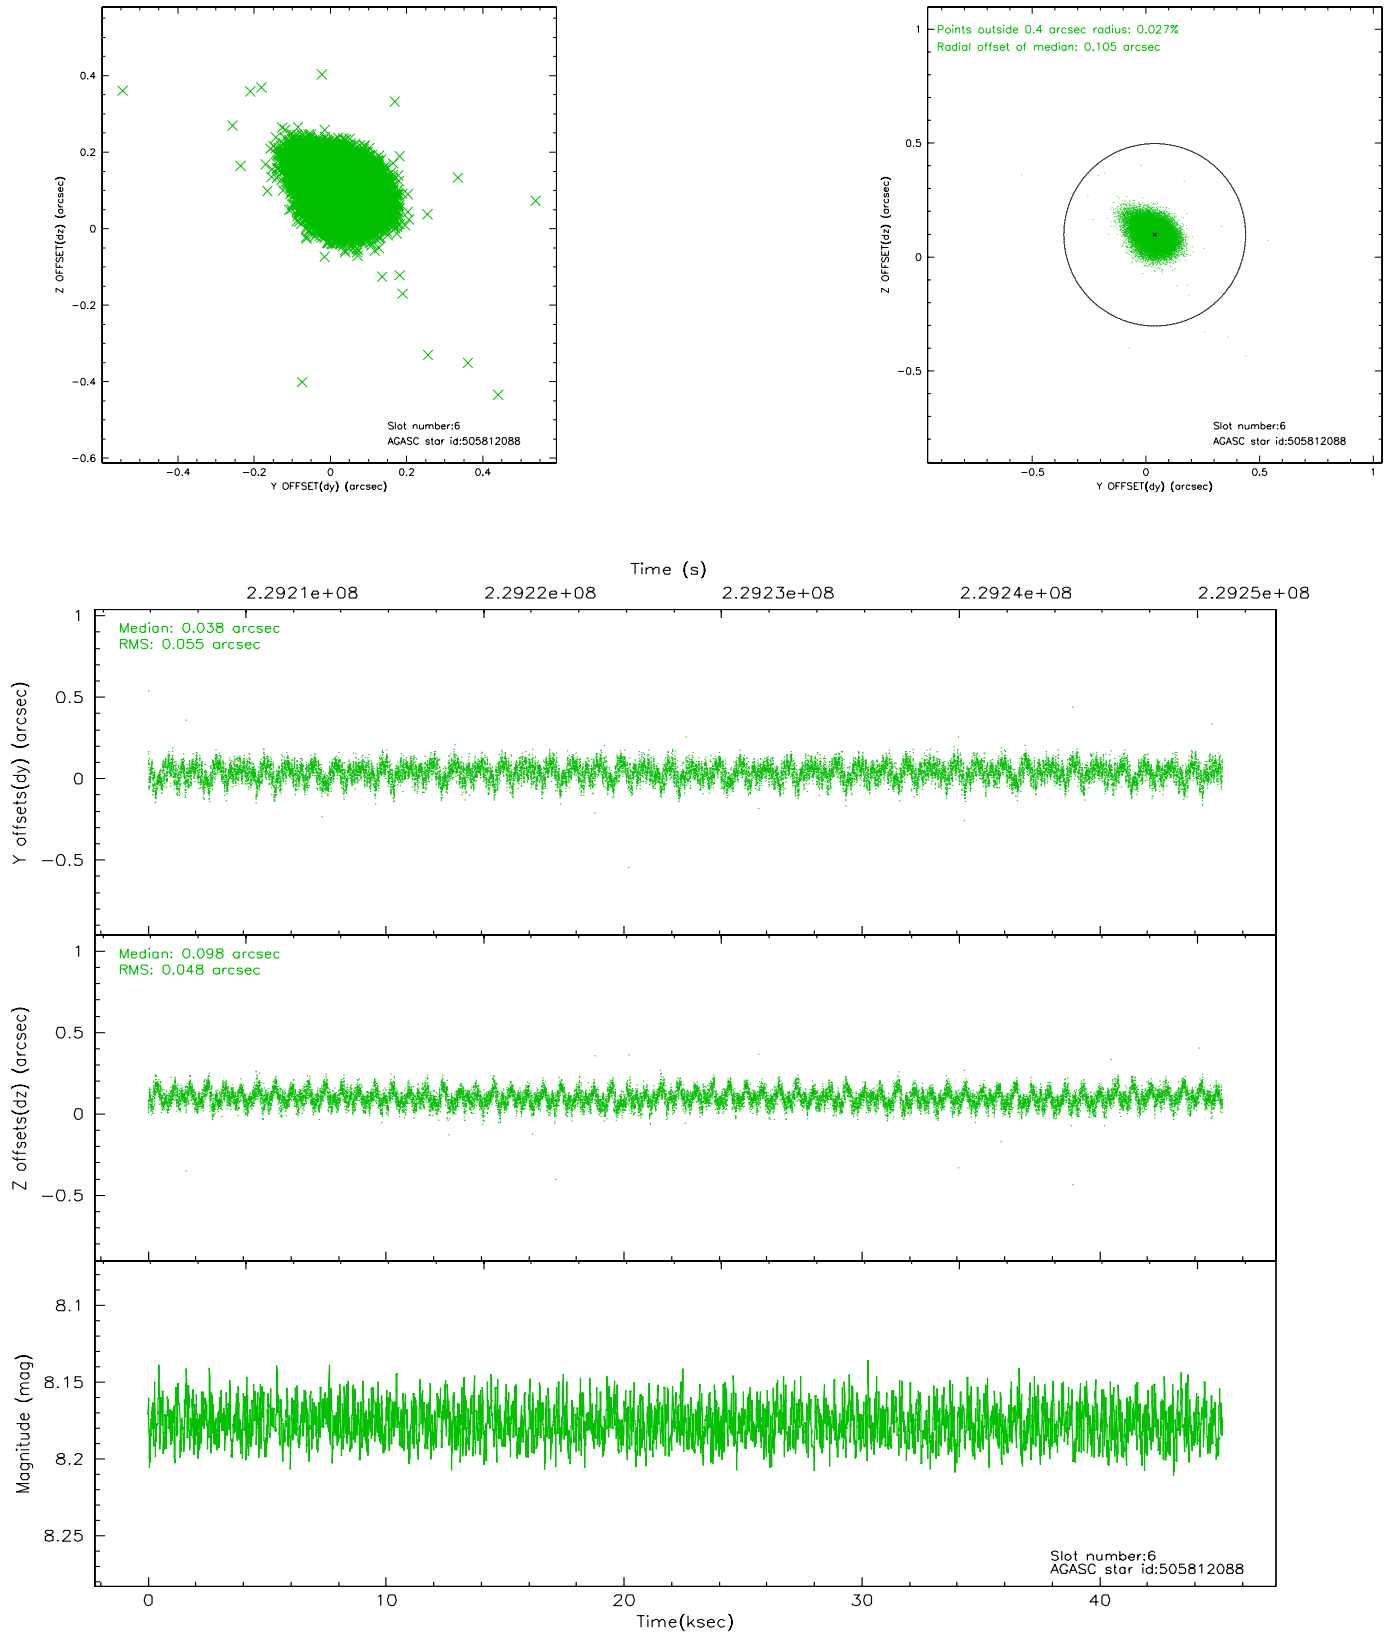 0.4
0.2
0
−0.2
−0.4
−0.6
Z OFFSET(dz) (arcsec)
Slot number:6
AGASC star id:505812088
−0.4 −0.2 0 0.2 0.4
Y OFFSET(dy) (arcsec)
Points outside 0.4 arcsec radius: 0.027%
Radial offset of median: 0.105 arcsec
1
0.5
0
−0.5
Z OFFSET(dz) (arcsec)
Slot number:6
AGASC star id:505812088
−0.5 0 0.5 1
Y OFFSET(dy) (arcsec)
Time (s)
2.2921e+08 2.2922e+08 2.2923e+08 2.2924e+08 2.2925e+08
Median: 0.038 arcsec
RMS: 0.055 arcsec
1
0.5
0
−0.5
Y offsets(dy) (arcsec)
Median: 0.098 arcsec
RMS: 0.048 arcsec
1
0.5
0
−0.5
Z offsets(dz) (arcsec)
8.1
8.15
8.2
8.25
Magnitude (mag)
Slot number:6
AGASC star id:505812088
0 20 40
Time(ksec)